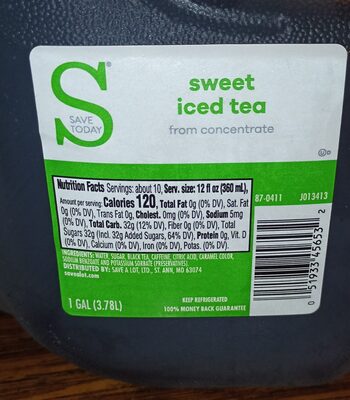 S
SAVE
TODAY
sweet
iced tea
from concentrate
U D
Nutrition Facts Servings: about 10, Serv. size: 12 fl oz (360 mL),
Amount per serving: Calories 120, Total Fat 0g (0% DV), Sat. Fat
0g (0% DV), Trans Fat 0g, Cholest. 0mg (0% DV), Sodium 5mg
(0% DV), Total Carb. 32g (12% DV), Fiber 0g (0% DV), Total
Sugars 32g (Incl. 32g Added Sugars, 64% DV), Protein 0g, Vit. D
(0% DV), Calcium (0% DV), Iron (0% DV), Potas. (0% DV).
INGREDIENTS: WATER, SUGAR, BLACK TEA, CAFFEINE, CITRIC ACID, CARAMEL COLOR,
SODIUM BENZOATE AND POTASSIUM SORBATE (PRESERVATIVES).
DISTRIBUTED BY: SAVE A LOT, LTD., ST. ANN, MO 63074
savealot.com
87-0411 J013413
0 51933 45653 2
1 GAL (3.78L)
KEEP REFRIGERATED
100% MONEY BACK GUARANTEE